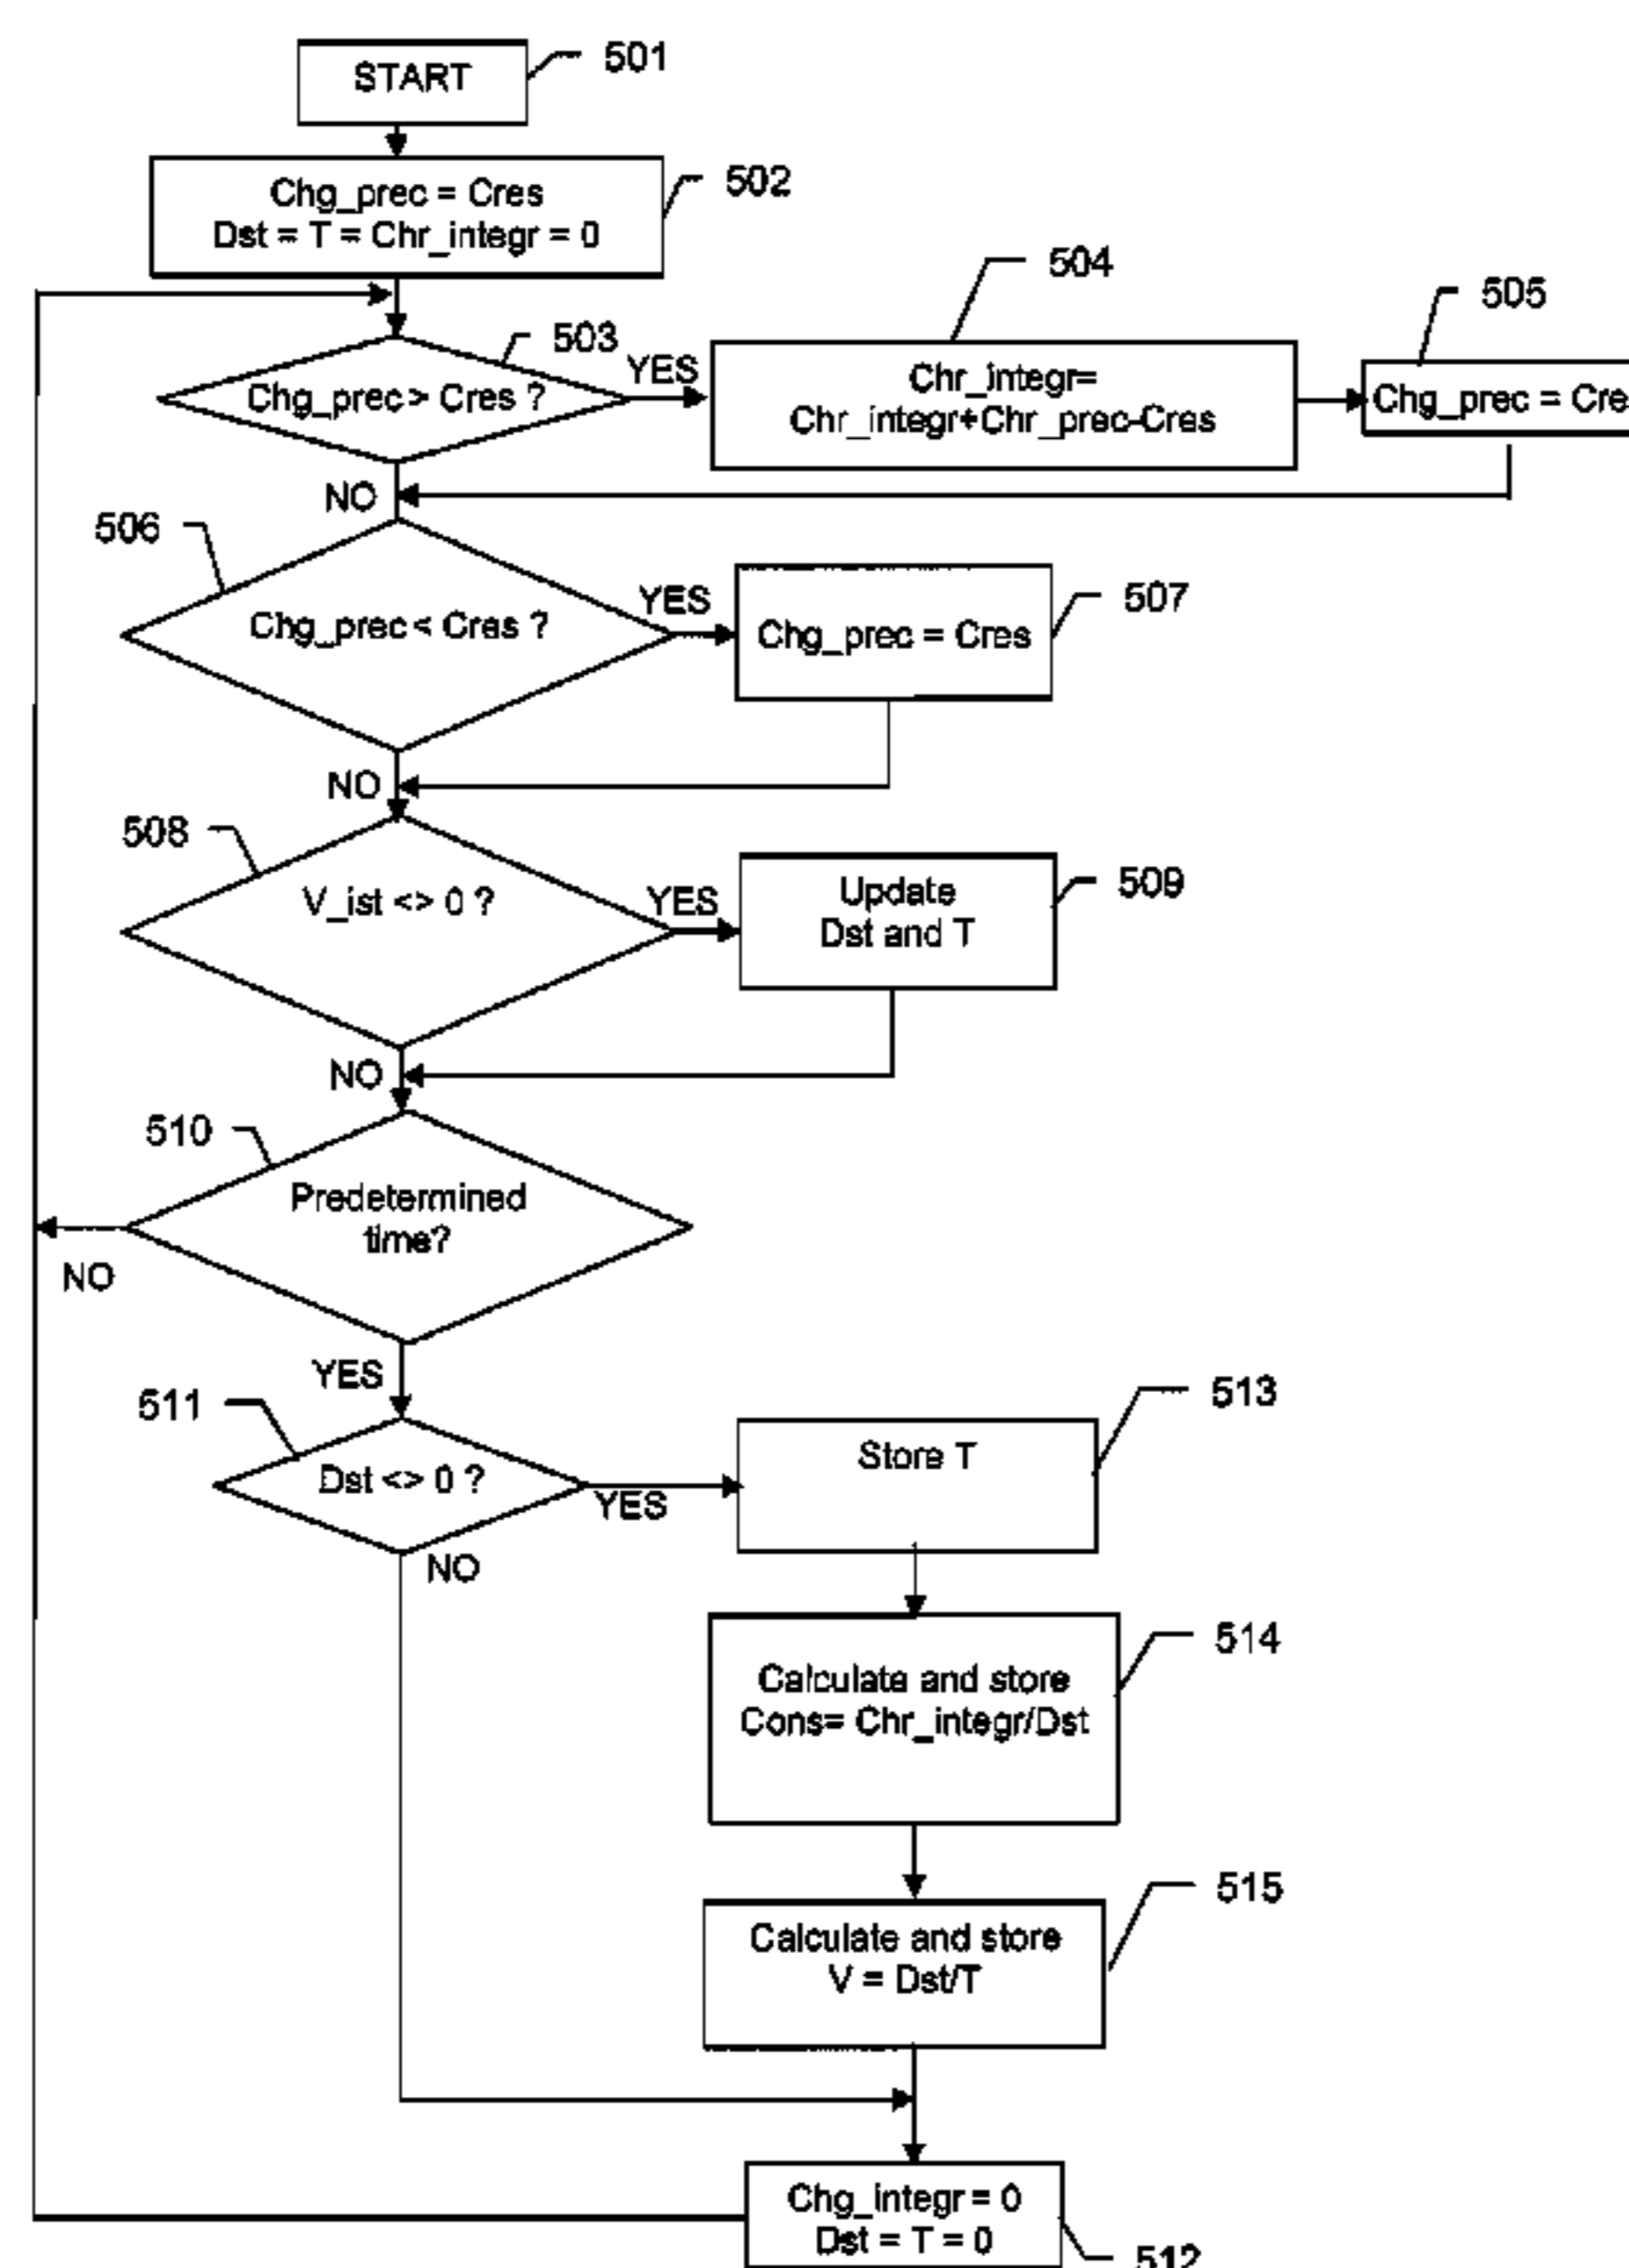 START
501
Chg_prec = Cres
Dst = T = Chr_integr = 0
502
503
Chg_prec > Cres ?
YES
504
Chr_integr=
Chr_integr+Chr_prec-Cres
505
Chg_prec = Cre
NO
506
Chg_prec < Cres ?
YES
507
Chg_prec = Cres
NO
508
V_ist <> 0 ?
YES
509
Update
Dst and T
NO
510
Predetermined
time?
NO
YES
511
Dst <> 0 ?
YES
NO
513
Store T
514
Calculate and store
Cons= Chr_integr/Dst
515
Calculate and store
V = Dst/T
Chg_integr = 0
Dst = T = 0
512